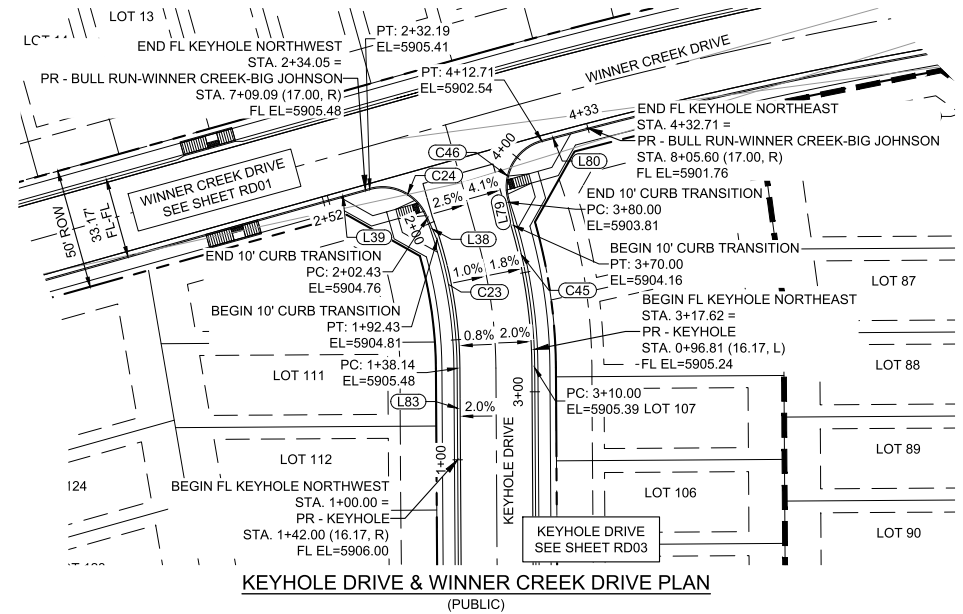 LOT 13
END FL KEYHOLE NORTHWEST
STA. 2+34.05 =
PR - BULL RUN-WINNER CREEK-BIG JOHNSON
STA. 7+09.09 (17.00, R)
FL EL=5905.48
PT: 2+32.19
EL=5905.41
PT: 4+12.71
EL=5902.54
WINNER CREEK DRIVE
4+33
END FL KEYHOLE NORTHEAST
STA. 4+32.71 =
PR - BULL RUN-WINNER CREEK-BIG JOHNSON
STA. 8+05.60 (17.00, R)
FL EL=5901.76
4+00
C46
C24
L80
50' ROW
33.17'
FL-FL
WINNER CREEK DRIVE
SEE SHEET RD01
2+52
L39
2+00
L38
2.5%
4.1%
L79
END 10' CURB TRANSITION
PC: 3+80.00
EL=5903.81
END 10' CURB TRANSITION
PC: 2+02.43
EL=5904.76
BEGIN 10' CURB TRANSITION
PT: 3+70.00
EL=5904.16
1.0%
1.8%
C23
C45
BEGIN 10' CURB TRANSITION
PT: 1+92.43
EL=5904.81
BEGIN FL KEYHOLE NORTHEAST
STA. 3+17.62 =
PR - KEYHOLE
STA. 0+96.81 (16.17, L)
FL EL=5905.24
LOT 87
0.8%
2.0%
PC: 1+38.14
EL=5905.48
LOT 111
LOT 88
L83
2.0%
3+00
PC: 3+10.00
EL=5905.39
LOT 107
LOT 112
1+00
KEYHOLE DRIVE
LOT 89
BEGIN FL KEYHOLE NORTHWEST
STA. 1+00.00 =
PR - KEYHOLE
STA. 1+42.00 (16.17, R)
FL EL=5906.00
LOT 106
KEYHOLE DRIVE
SEE SHEET RD03
LOT 90
KEYHOLE DRIVE & WINNER CREEK DRIVE PLAN
(PUBLIC)